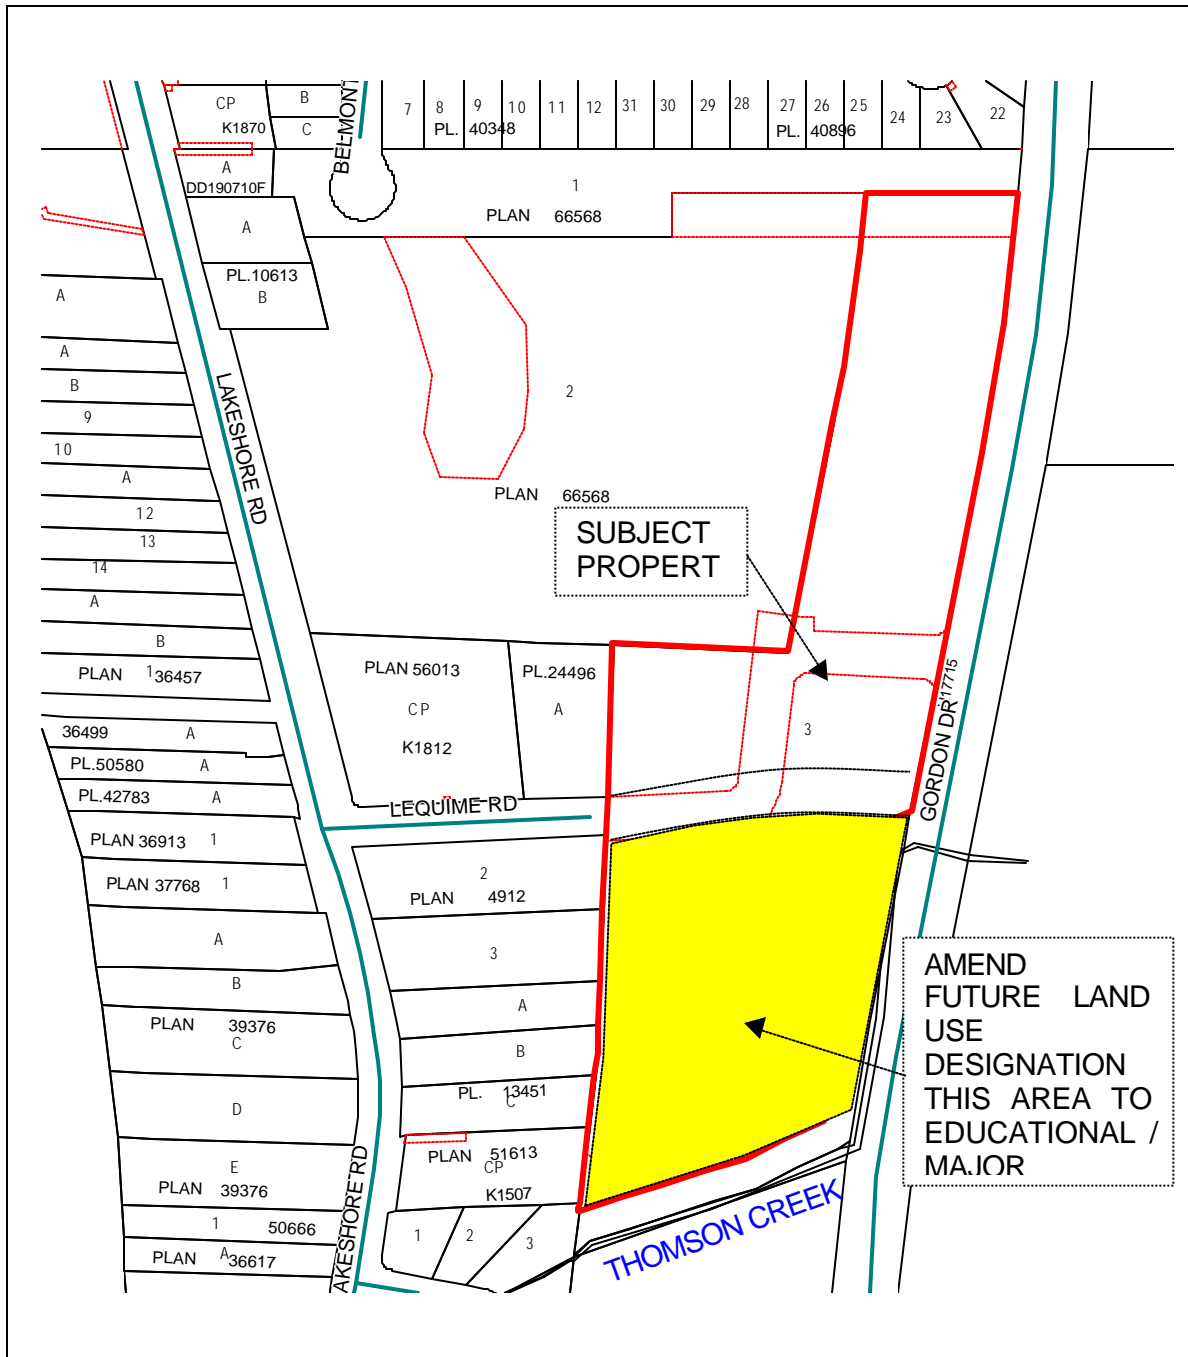 CP
B
BELMONT
7
8
9
10
11
12
31
30
29
28
27
26
25
24
23
22
K1870
C
PL. 40348
PL. 40896
A
DD190710F
1
PLAN 66568
A
PL.10613
B
A
A
B
9
10
A
12
13
14
A
B
PLAN 1 36457
LAKESHORE RD
2
PLAN 66568
SUBJECT
PROPERT
PLAN 56013
CP
K1812
PL.24496
A
3
17715
GORDON DR
36499 A
PL.50580 A
PL.42783 A
PLAN 36913 1
PLAN 37768 1
LEQUIME RD
2
PLAN 4912
3
A
B
PL. 13451
C
A
B
PLAN 39376
C
D
E
PLAN 39376
1 50666
PLAN A 36617
PLAN 51613
CP
K1507
1
2
3
AKESHORE RD
THOMSON CREEK
AMEND
FUTURE LAND
USE
DESIGNATION
THIS AREA TO
EDUCATIONAL /
MAJOR